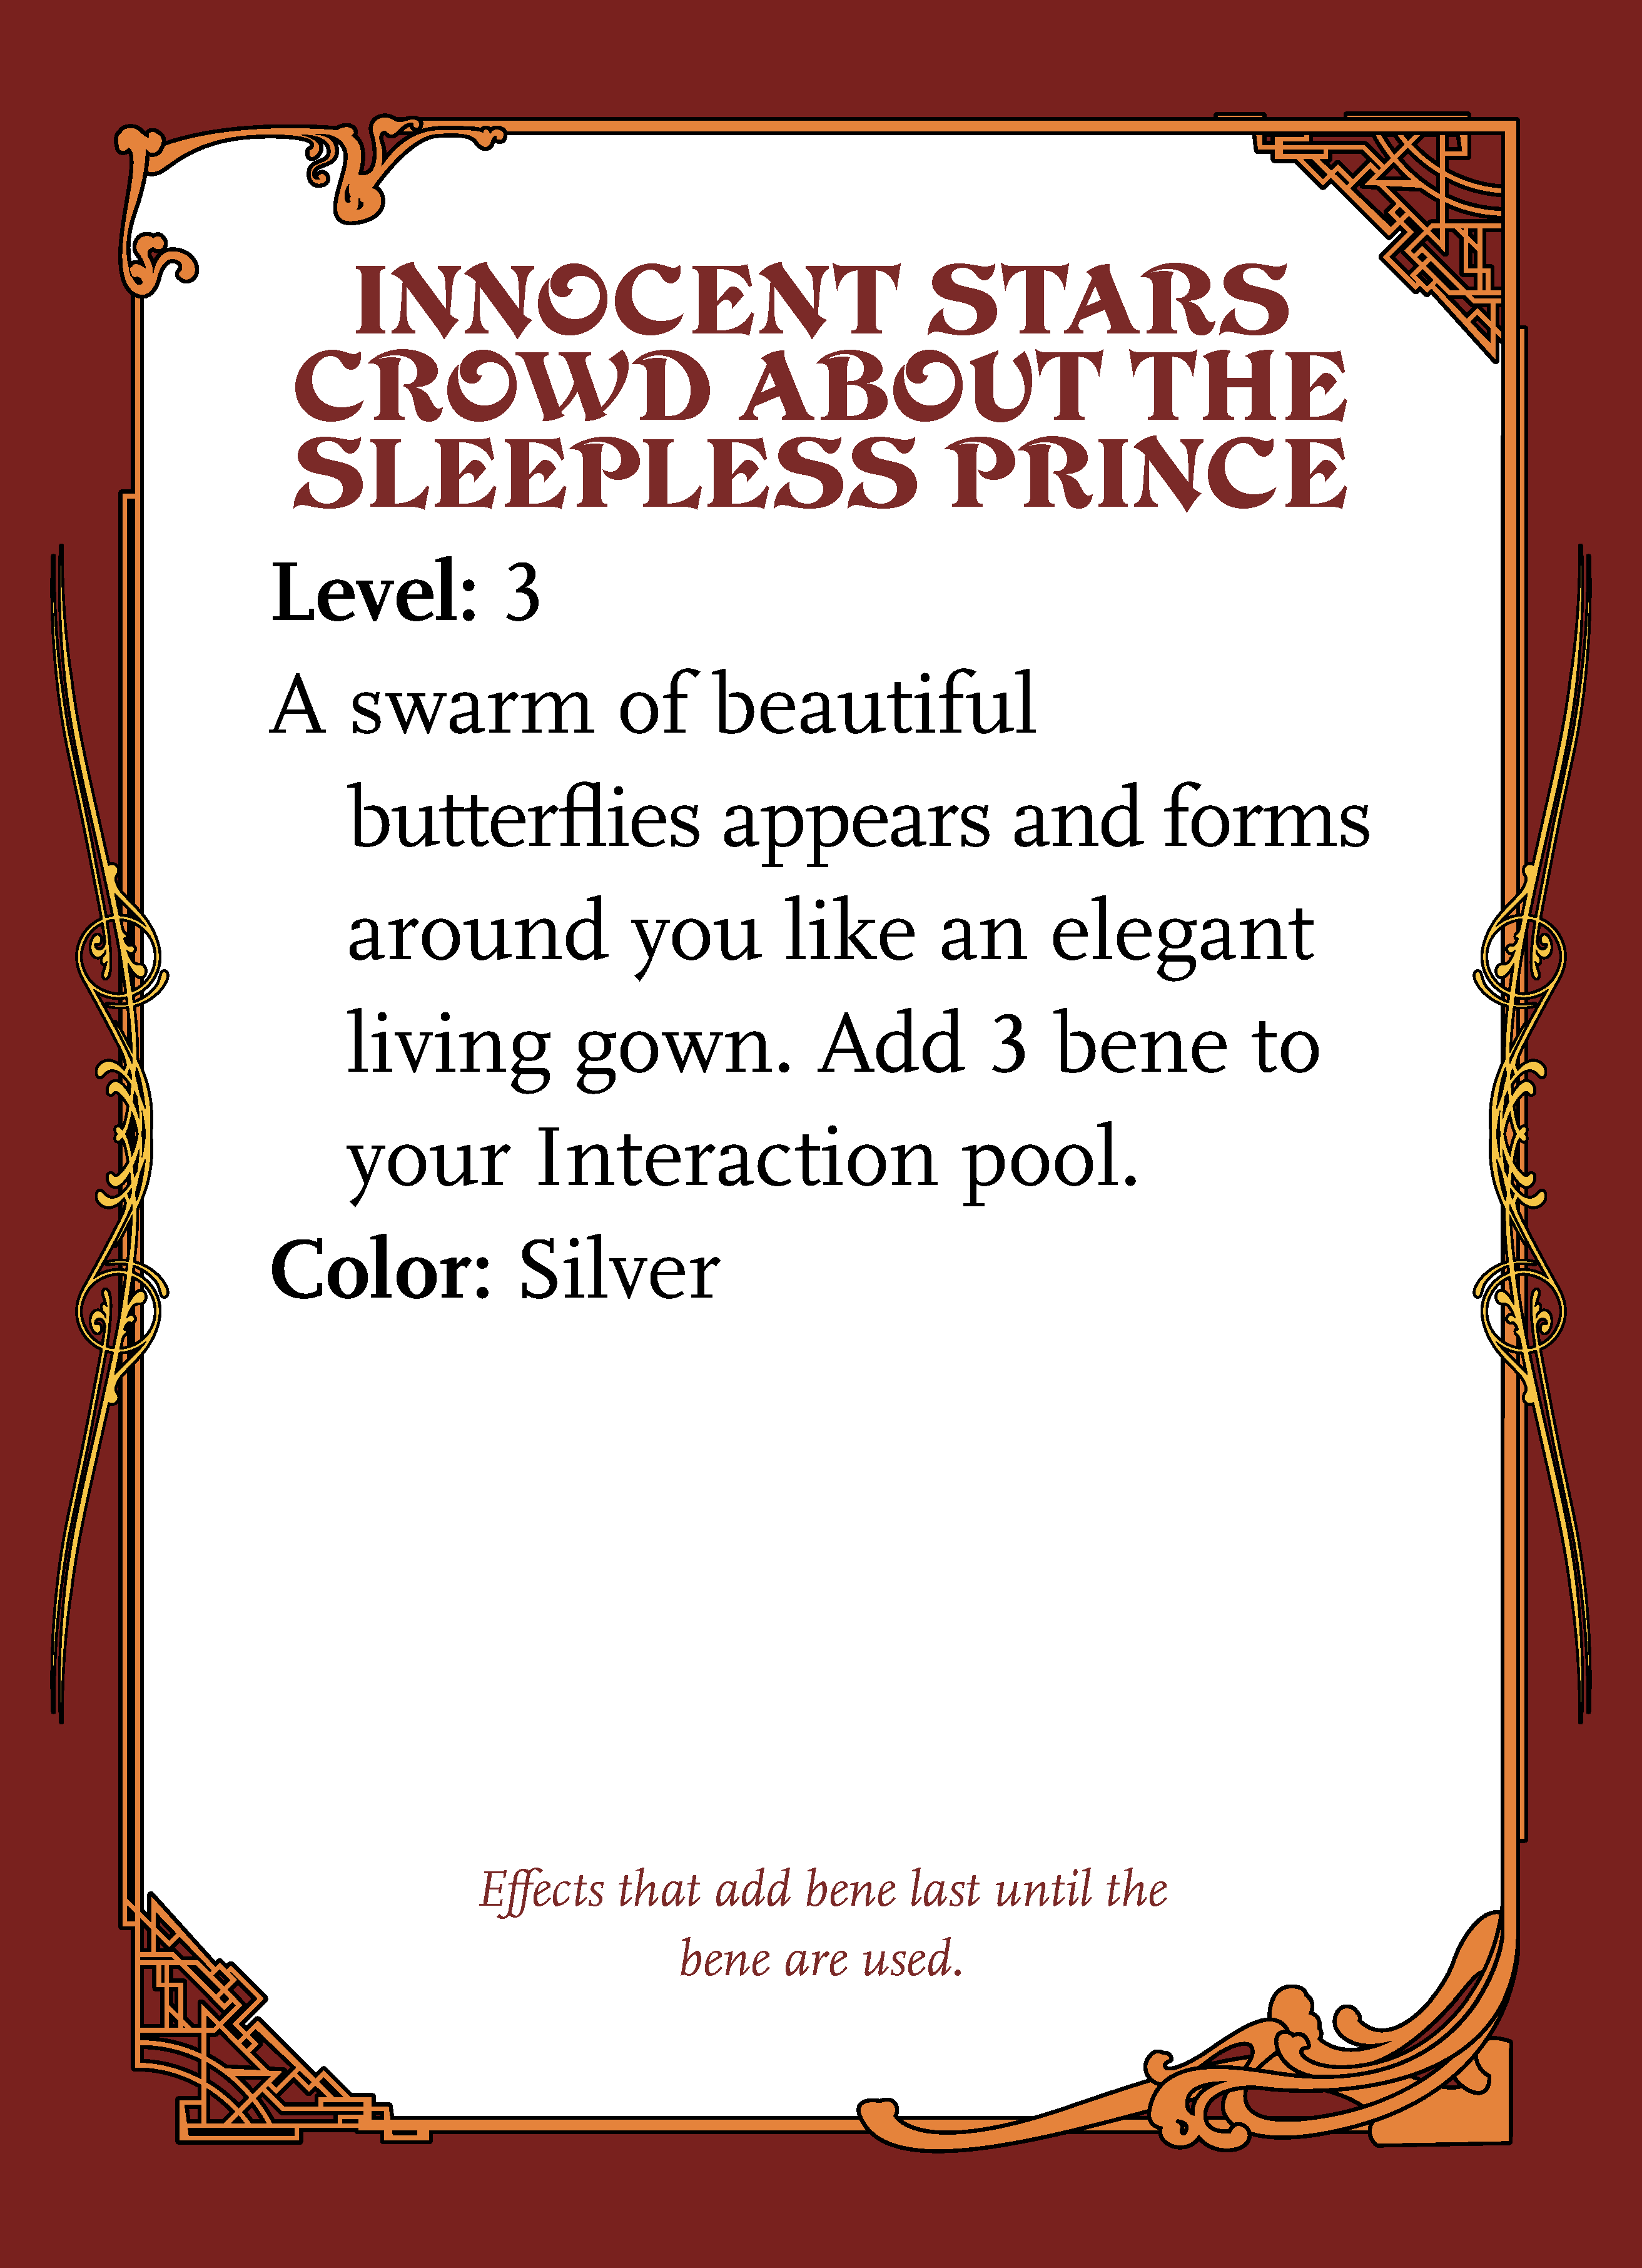 INNOCENT STARS
CROWD ABOUT THE
SLEEPLESS PRINCE
Level: 3
A swarm of beautiful
butterflies appears and forms
around you like an elegant
living gown. Add 3 bene to
your Interaction pool.
Color: Silver
Effects that add bene last until the
bene are used.